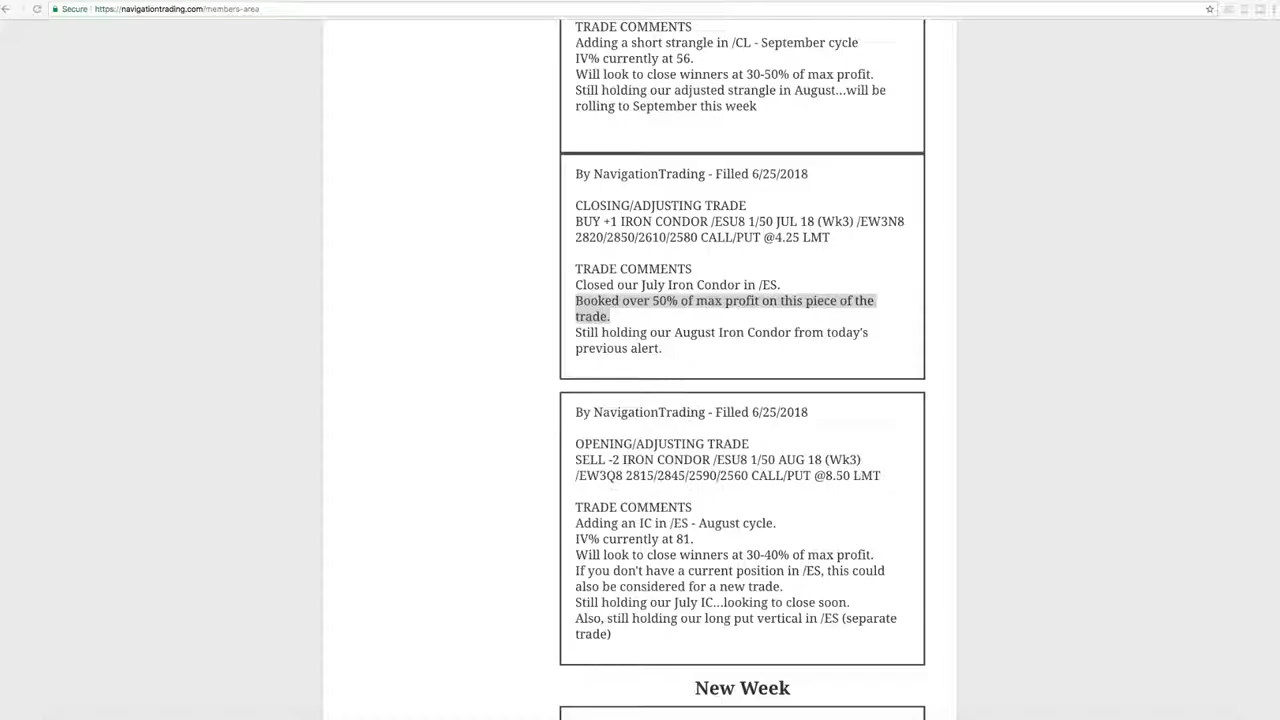 Secure | https://navigationtrading.com/members-area
TRADE COMMENTS
Adding a short strangle in /CL - September cycle
IV% currently at 56.
Will look to close winners at 30-50% of max profit.
Still holding our adjusted strangle in August...will be
rolling to September this week
By NavigationTrading - Filled 6/25/2018
CLOSING/ADJUSTING TRADE
BUY +1 IRON CONDOR /ESU8 1/50 JUL 18 (Wk3) /EW3N8
2820/2850/2610/2580 CALL/PUT @4.25 LMT
TRADE COMMENTS
Closed our July Iron Condor in /ES.
Booked over 50% of max profit on this piece of the
trade.
Still holding our August Iron Condor from today's
previous alert.
By NavigationTrading - Filled 6/25/2018
OPENING/ADJUSTING TRADE
SELL -2 IRON CONDOR /ESU8 1/50 AUG 18 (Wk3)
/EW3Q8 2815/2845/2590/2560 CALL/PUT @8.50 LMT
TRADE COMMENTS
Adding an IC in /ES - August cycle.
IV% currently at 81.
Will look to close winners at 30-40% of max profit.
If you don't have a current position in /ES, this could
also be considered for a new trade.
Still holding our July IC...looking to close soon.
Also, still holding our long put vertical in /ES (separate
trade)
New Week